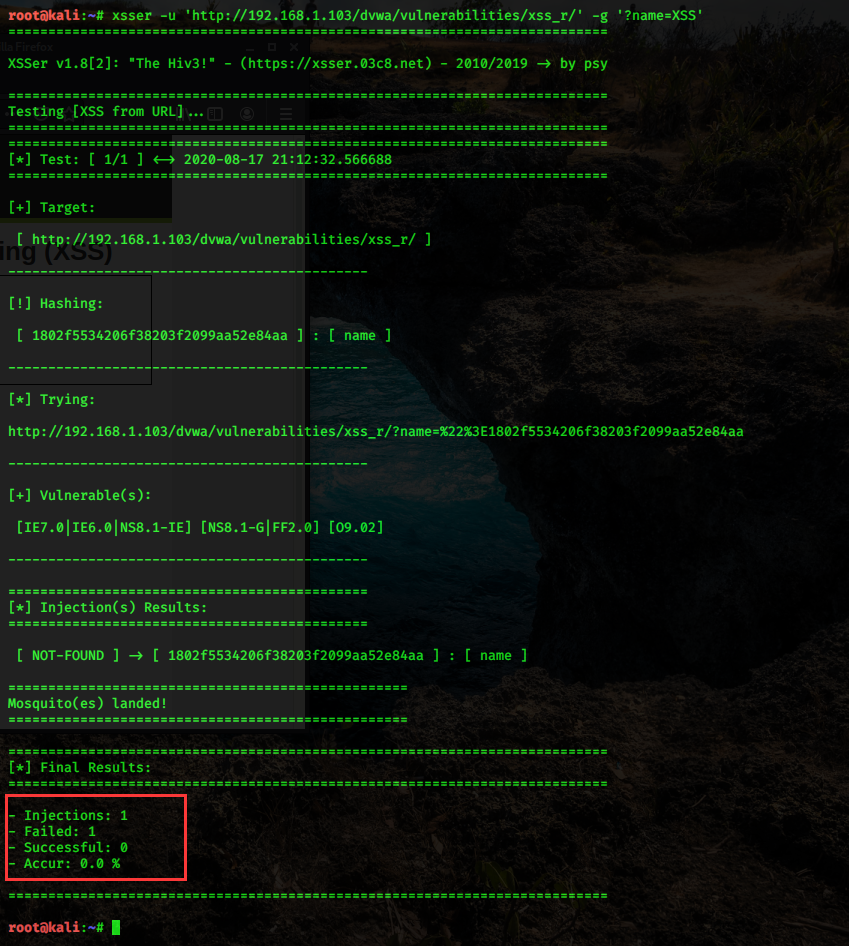 root@kali:~# xsser -u 'http://192.168.1.103/dvwa/vulnerabilities/xss_r/' -g '?name=XSS'
===========================================================================
lla Firefox
XSSer v1.8[2]: "The Hiv3!" - (https://xsser.03c8.net) - 2010/2019 -> by psy
===========================================================================
Testing [XSS from URL]...
===========================================================================
===========================================================================
[*] Test: [ 1/1 ] <-> 2020-08-17 21:12:32.566688
===========================================================================
[+] Target:
[ http://192.168.1.103/dvwa/vulnerabilities/xss_r/ ]
ing (XSS)
---------------------------------------------
[!] Hashing:
[ 1802f5534206f38203f2099aa52e84aa ] : [ name ]
---------------------------------------------
[*] Trying:
http://192.168.1.103/dvwa/vulnerabilities/xss_r/?name=%22%3E1802f5534206f38203f2099aa52e84aa
---------------------------------------------
[+] Vulnerable(s):
[IE7.0|IE6.0|NS8.1-IE] [NS8.1-G|FF2.0] [O9.02]
---------------------------------------------
=============================================
[*] Injection(s) Results:
=============================================
[ NOT-FOUND ] -> [ 1802f5534206f38203f2099aa52e84aa ] : [ name ]
==================================================
Mosquito(es) landed!
==================================================
===========================================================================
[*] Final Results:
===========================================================================
- Injections: 1
- Failed: 1
- Successful: 0
- Accur: 0.0 %
===========================================================================
root@kali:~#